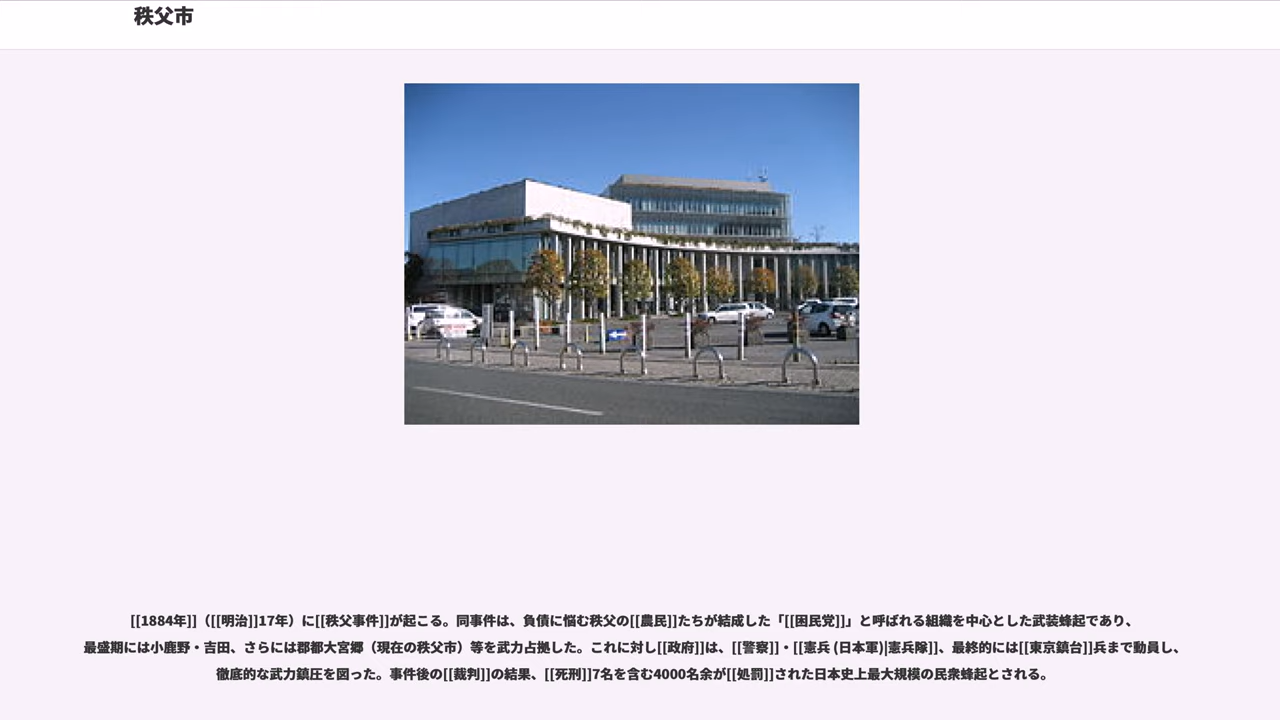 秩父市
[[1884年]]（[[明治]]17年）に[[秩父事件]]が起こる。同事件は、負債に悩む秩父の[[農民]]たちが結成した「[[困民党]]」と呼ばれる組織を中心とした武装蜂起であり、
最盛期には小鹿野・吉田、さらには郡都大宮郷（現在の秩父市）等を武力占拠した。これに対し[[政府]]は、[[警察]]・[[憲兵 (日本軍)|憲兵隊]]、最終的には[[東京鎮台]]兵まで動員し、
徹底的な武力鎮圧を図った。事件後の[[裁判]]の結果、[[死刑]]7名を含む4000名余が[[処罰]]された日本史上最大規模の民衆蜂起とされる。